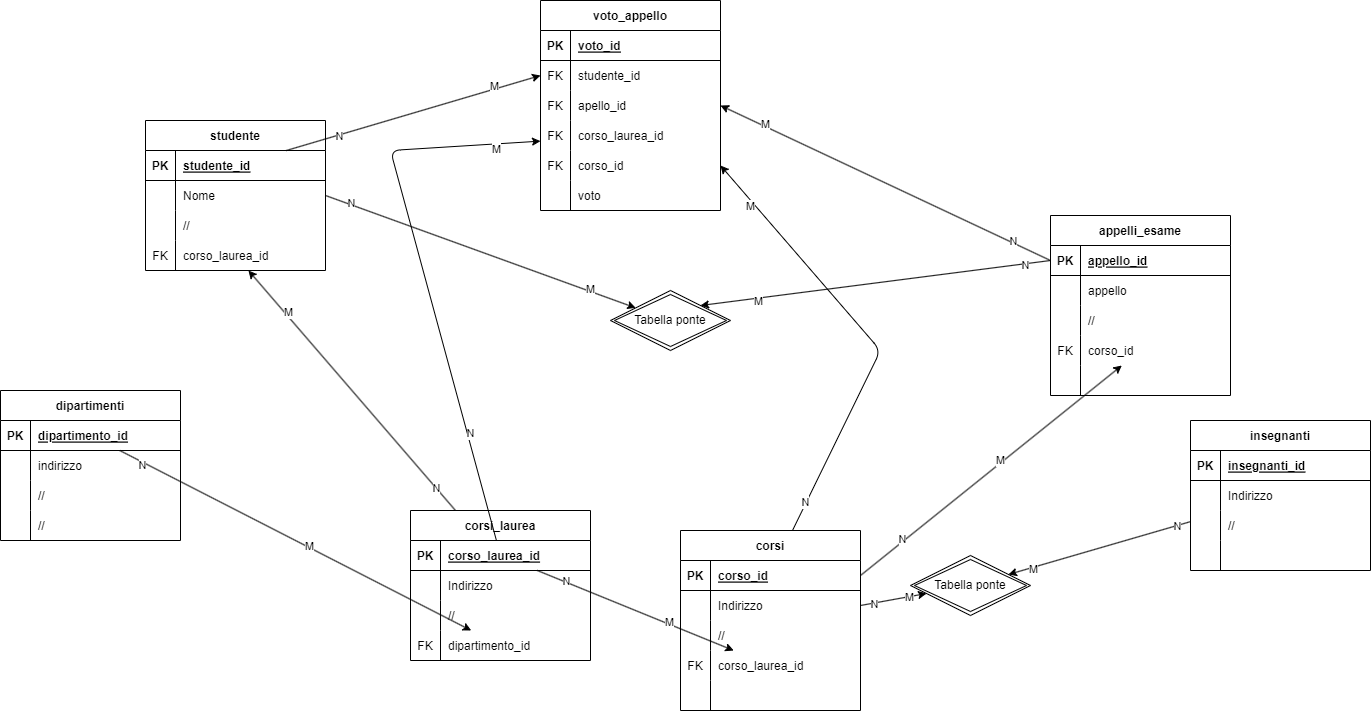 voto_appello
PK voto_id
FK studente_id
FK apello_id
FK corso_laurea_id
FK corso_id
voto
studente
PK studente_id
Nome
//
FK corso_laurea_id
appelli_esame
PK appello_id
appello
//
FK corso_id
Tabella ponte
dipartimenti
PK dipartimento_id
indirizzo
//
//
insegnanti
PK insegnanti_id
Indirizzo
//
corsi_laurea
PK corso_laurea_id
Indirizzo
//
FK dipartimento_id
corsi
PK corso_id
Indirizzo
//
FK corso_laurea_id
Tabella ponte
N
M
N
M
N
M
N
M
N
M
N
M
N
M
N
M
N
M
N
M
N
M
N
M